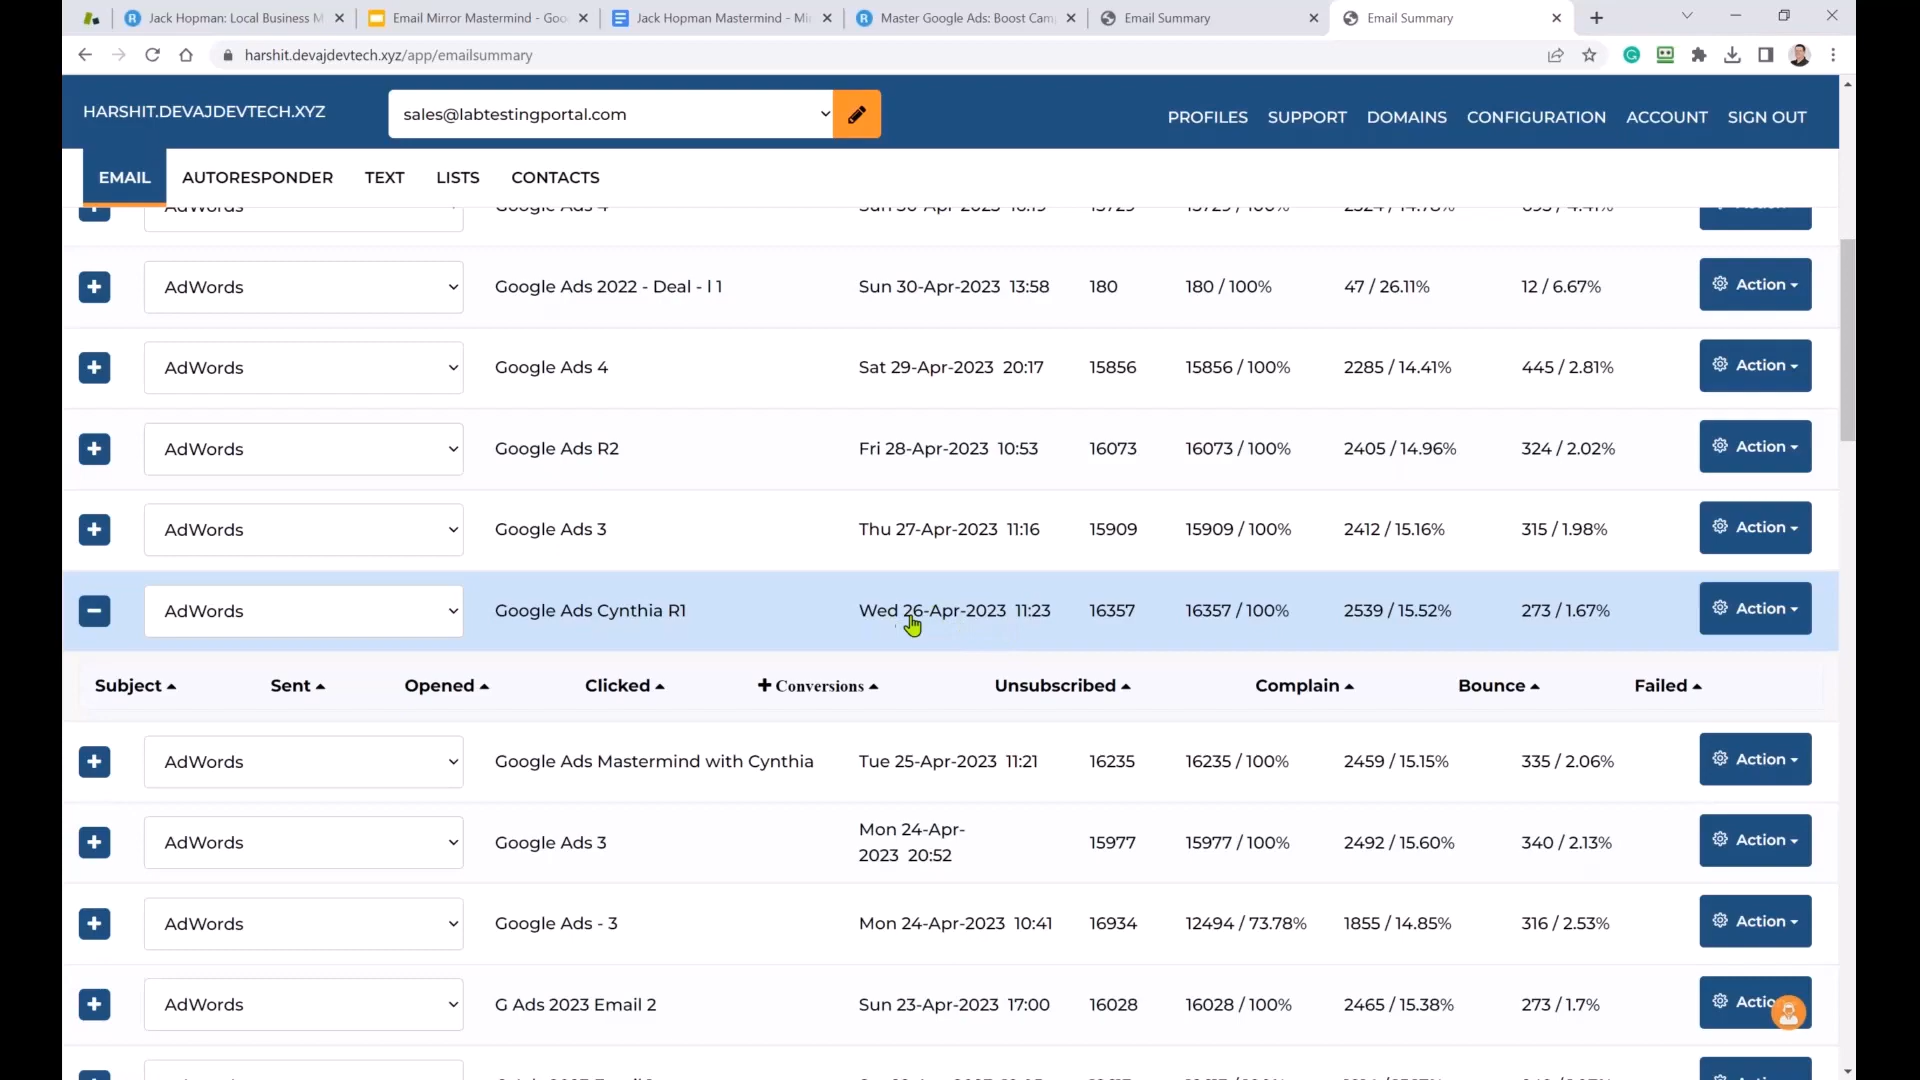 Jack Hopman: Local Business M
Email Mirror Mastermind - Goo
Jack Hopman Mastermind - Mi
Master Google Ads: Boost Cam
Email Summary
Email Summary
harshit.devajdevtech.xyz/app/emailsummary
HARSHIT.DEVAJDEVTECH.XYZ
sales@labtestingportal.com
PROFILES SUPPORT DOMAINS CONFIGURATION ACCOUNT SIGN OUT
EMAIL AUTORESPONDER TEXT LISTS CONTACTS
AdWords Google Ads 4
AdWords Google Ads 2022 - Deal - l 1 Sun 30-Apr-2023 13:58 180 180 / 100% 47 / 26.11% 12 / 6.67% Action
AdWords Google Ads 4 Sat 29-Apr-2023 20:17 15856 15856 / 100% 2285 / 14.41% 445 / 2.81% Action
AdWords Google Ads R2 Fri 28-Apr-2023 10:53 16073 16073 / 100% 2405 / 14.96% 324 / 2.02% Action
AdWords Google Ads 3 Thu 27-Apr-2023 11:16 15909 15909 / 100% 2412 / 15.16% 315 / 1.98% Action
AdWords Google Ads Cynthia R1 Wed 26-Apr-2023 11:23 16357 16357 / 100% 2539 / 15.52% 273 / 1.67% Action
Subject Sent Opened Clicked Conversions Unsubscribed Complain Bounce Failed
AdWords Google Ads Mastermind with Cynthia Tue 25-Apr-2023 11:21 16235 16235 / 100% 2459 / 15.15% 335 / 2.06% Action
AdWords Google Ads 3 Mon 24-Apr-
2023 20:52 15977 15977 / 100% 2492 / 15.60% 340 / 2.13% Action
AdWords Google Ads - 3 Mon 24-Apr-2023 10:41 16934 12494 / 73.78% 1855 / 14.85% 316 / 2.53% Action
AdWords G Ads 2023 Email 2 Sun 23-Apr-2023 17:00 16028 16028 / 100% 2465 / 15.38% 273 / 1.7% Actio